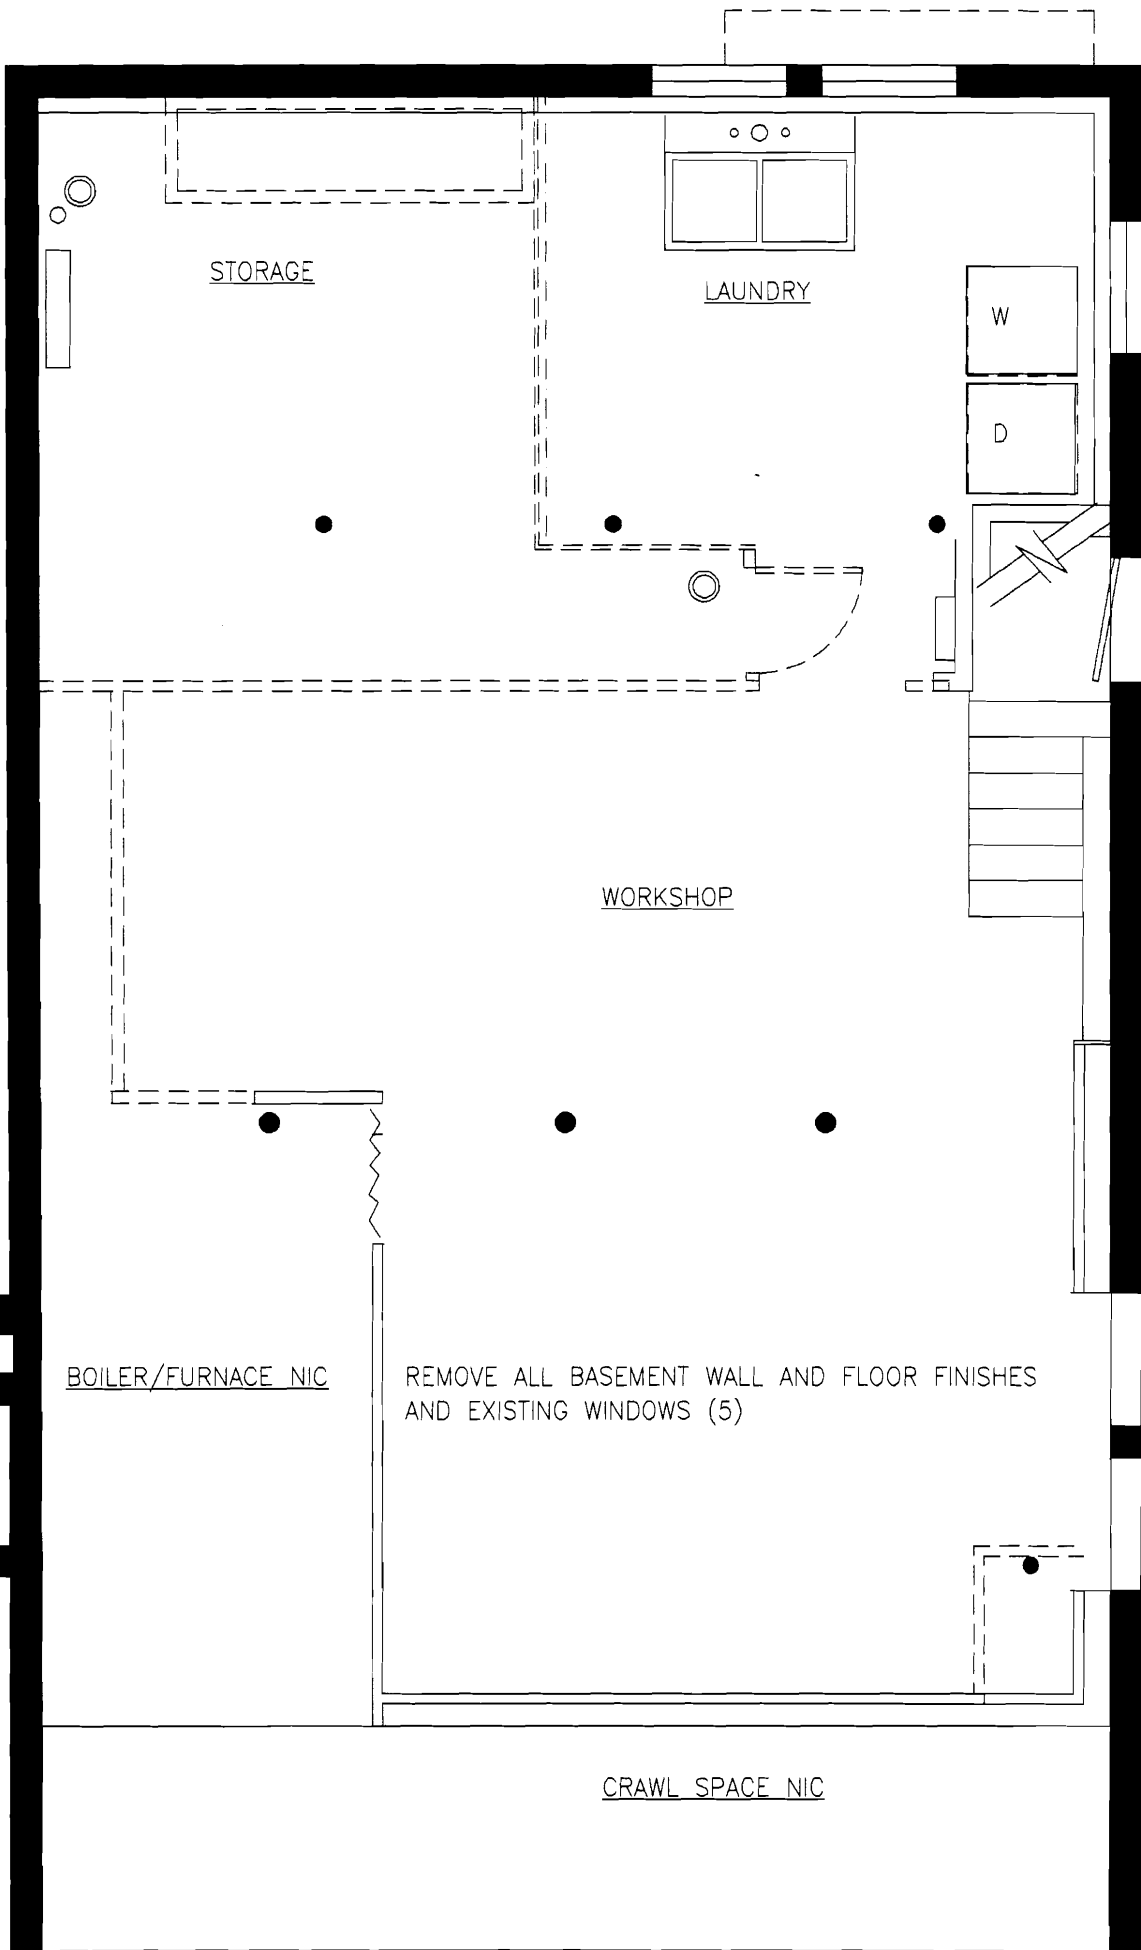 STORAGE
LAUNDRY
W
D
WORKSHOP
BOILER/FURNACE NIC
REMOVE ALL BASEMENT WALL AND FLOOR FINISHES
AND EXISTING WINDOWS (5)
CRAWL SPACE NIC